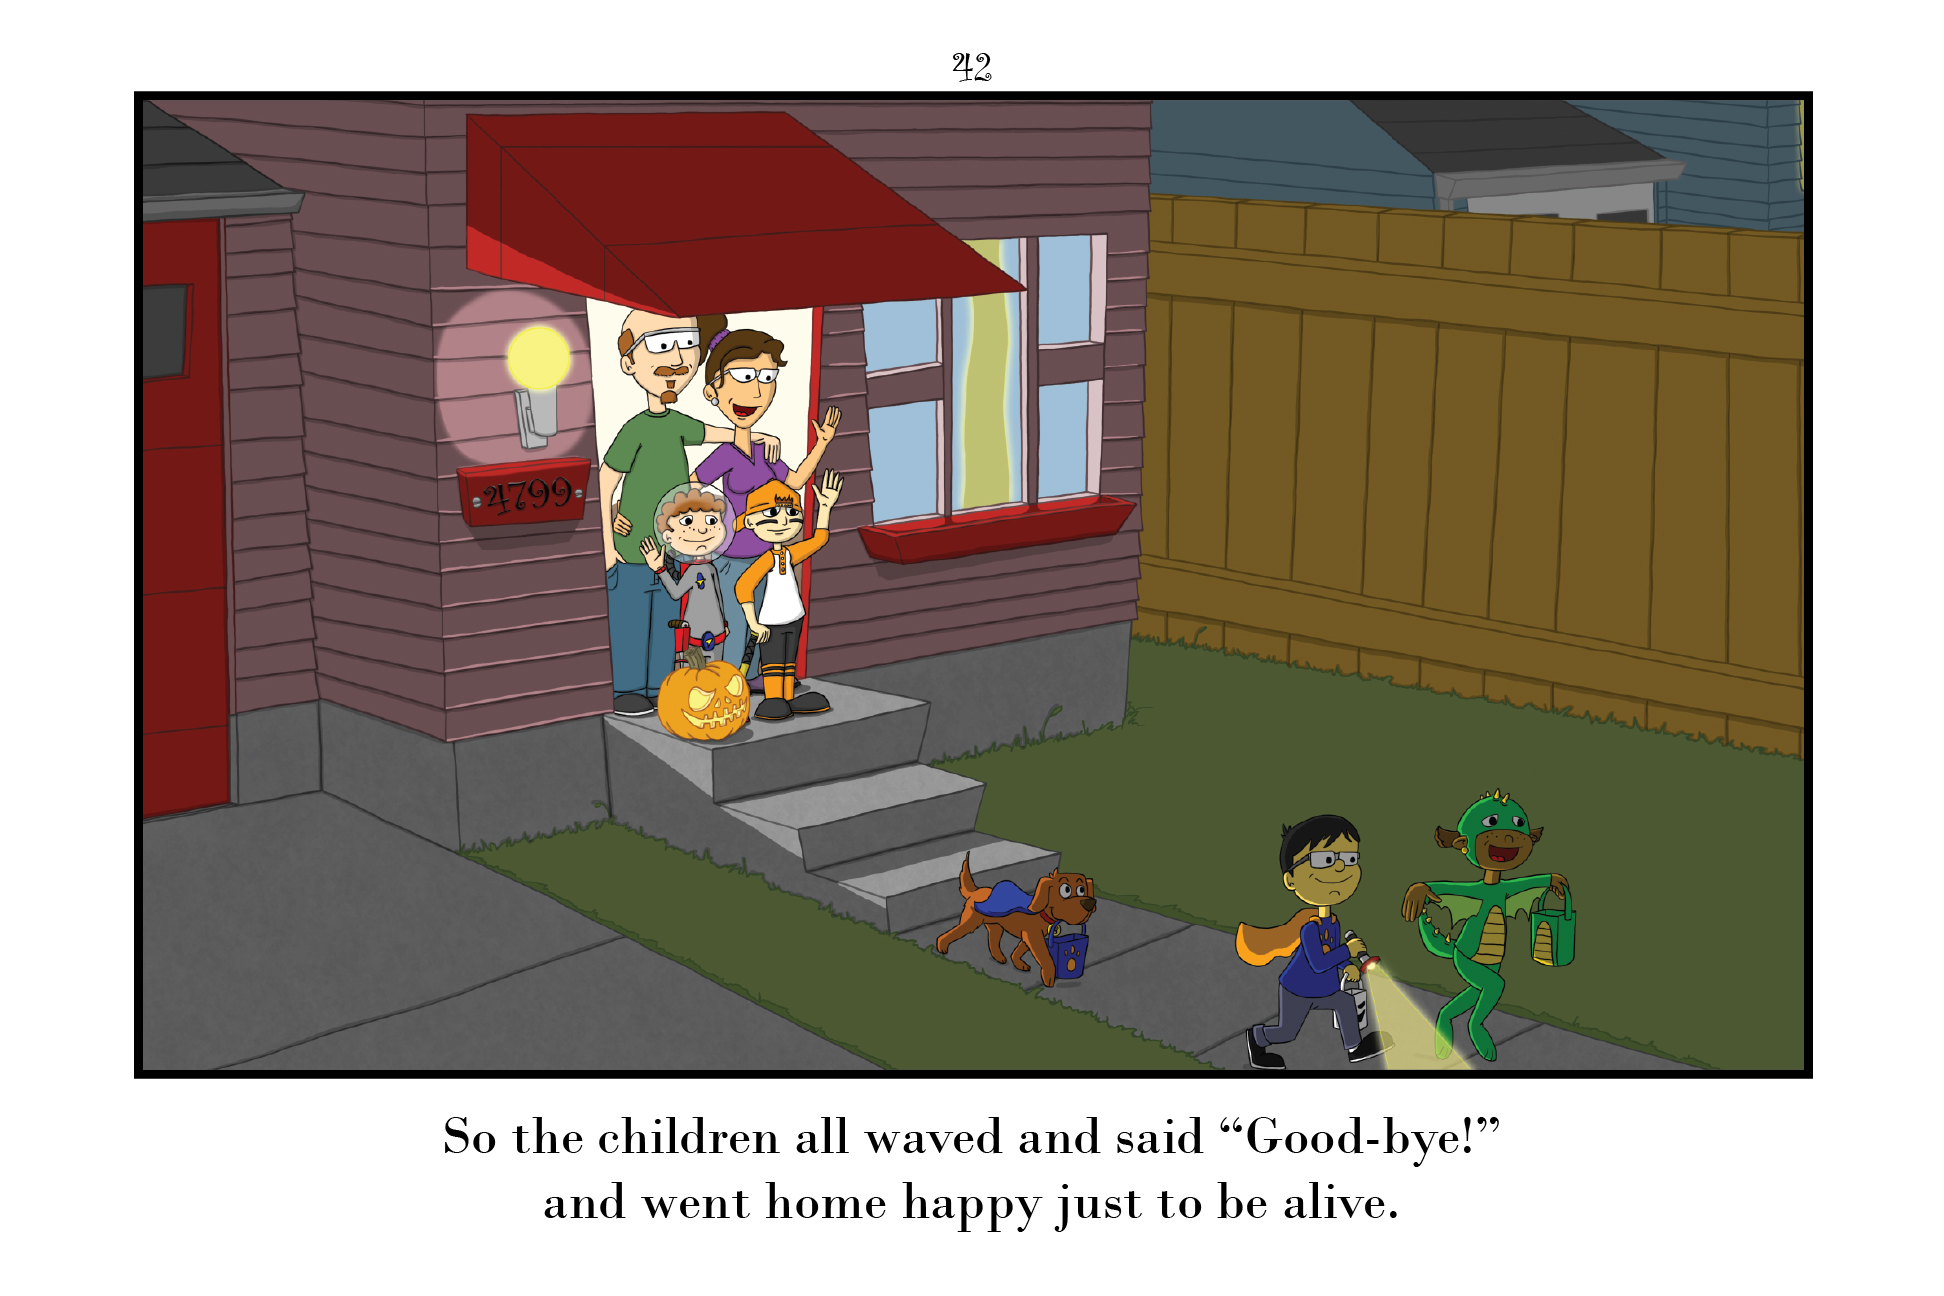 42
4799
So the children all waved and said “Good-bye!”
and went home happy just to be alive.